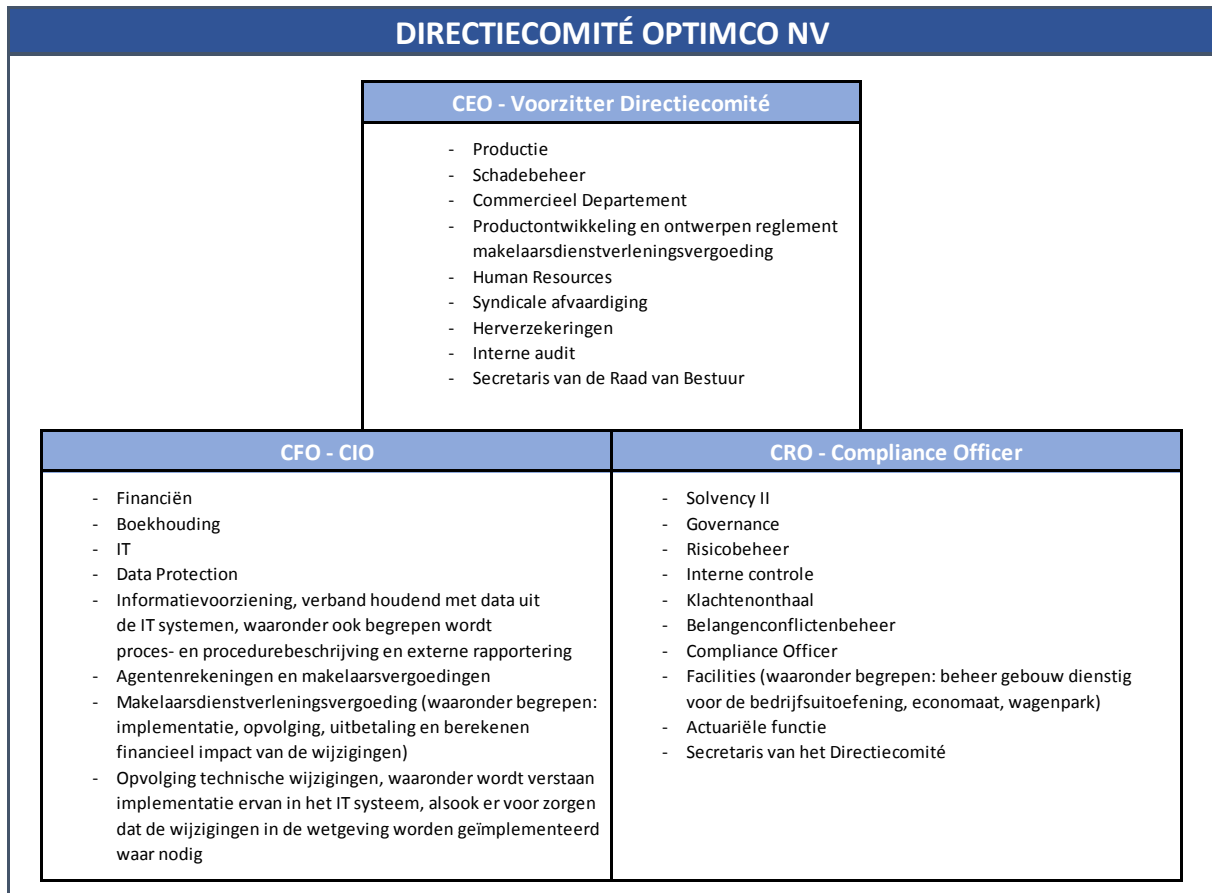 DIRECTIECOMITÉ OPTIMCO NV
CEO - Voorzitter Directiecomité
- Productie
- Schadebeheer
- Commercieel Departement
- Productontwikkeling en ontwerpen reglement
makelaarsdienstverleningsvergoeding
- Human Resources
- Syndicale afvaardiging
- Herverzekeringen
- Interne audit
- Secretaris van de Raad van Bestuur
CFO - CIO
- Financiën
- Boekhouding
- IT
- Data Protection
- Informatievoorziening, verband houdend met data uit
de IT systemen, waaronder ook begrepen wordt
proces- en procedurebeschrijving en externe rapportering
- Agentenrekeningen en makelaarsvergoedingen
- Makelaarsdienstverleningsvergoeding (waaronder begrepen:
implementatie, opvolging, uitbetaling en berekenen
financieel impact van de wijzigingen)
- Opvolging technische wijzigingen, waaronder wordt verstaan
implementatie ervan in het IT systeem, alsook er voor zorgen
dat de wijzigingen in de wetgeving worden geïmplementeerd
waar nodig
CRO - Compliance Officer
- Solvency II
- Governance
- Risicobeheer
- Interne controle
- Klachtenonthaal
- Belangenconflictenbeheer
- Compliance Officer
- Facilities (waaronder begrepen: beheer gebouw dienstig
voor de bedrijfsuitoefening, economaat, wagenpark)
- Actuariële functie
- Secretaris van het Directiecomité